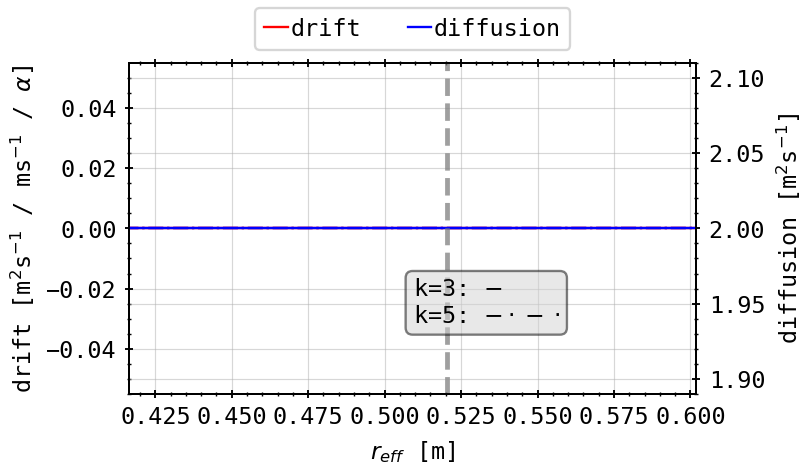 drift diffusion
drift [m²s⁻¹ / ms⁻¹ / α]
0.04
0.02
0.00
−0.02
−0.04
2.10
2.05
2.00
1.95
1.90
diffusion [m²s⁻¹]
k=3: —
k=5: — · — ·
0.425 0.450 0.475 0.500 0.525 0.550 0.575 0.600
r_eff [m]